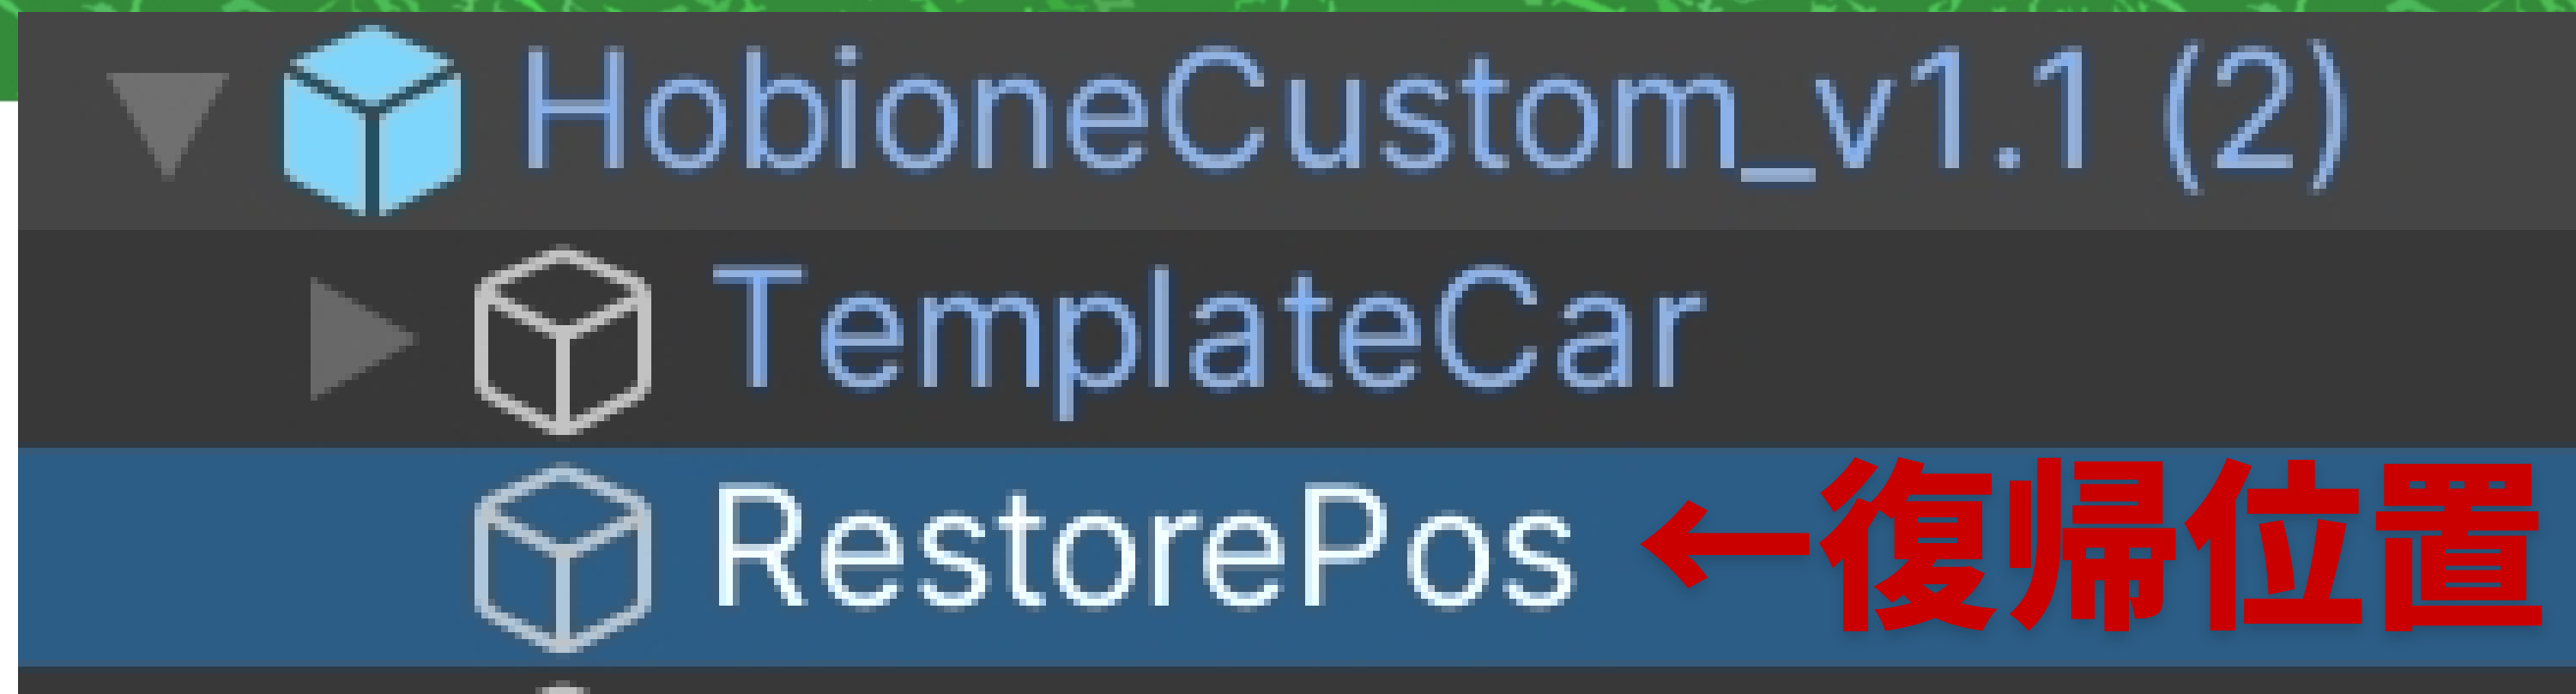 HobioneCustom_v1.1 (2)
TemplateCar
RestorePos ←復帰位置